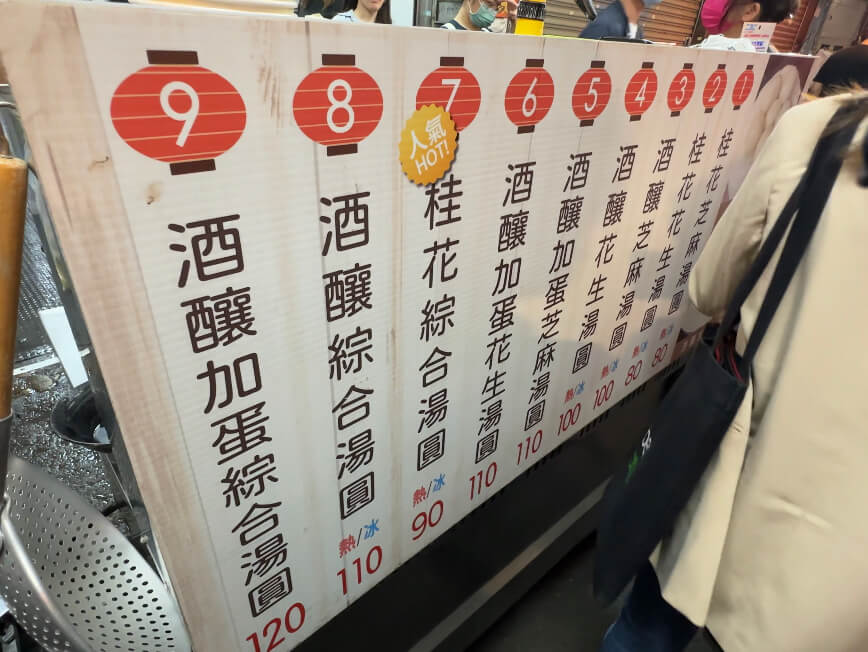 1
桂花芝麻
80
2
桂花花生湯圓
熱/冰
80
3
酒釀芝麻湯圓
熱/冰
100
4
酒釀花生湯圓
熱/冰
100
5
酒釀加蛋芝麻湯圓
110
6
酒釀加蛋花生湯圓
110
7
人氣
HOT!
桂花綜合湯圓
熱/冰
90
8
酒釀綜合湯圓
熱/冰
110
9
酒釀加蛋綜合湯圓
120